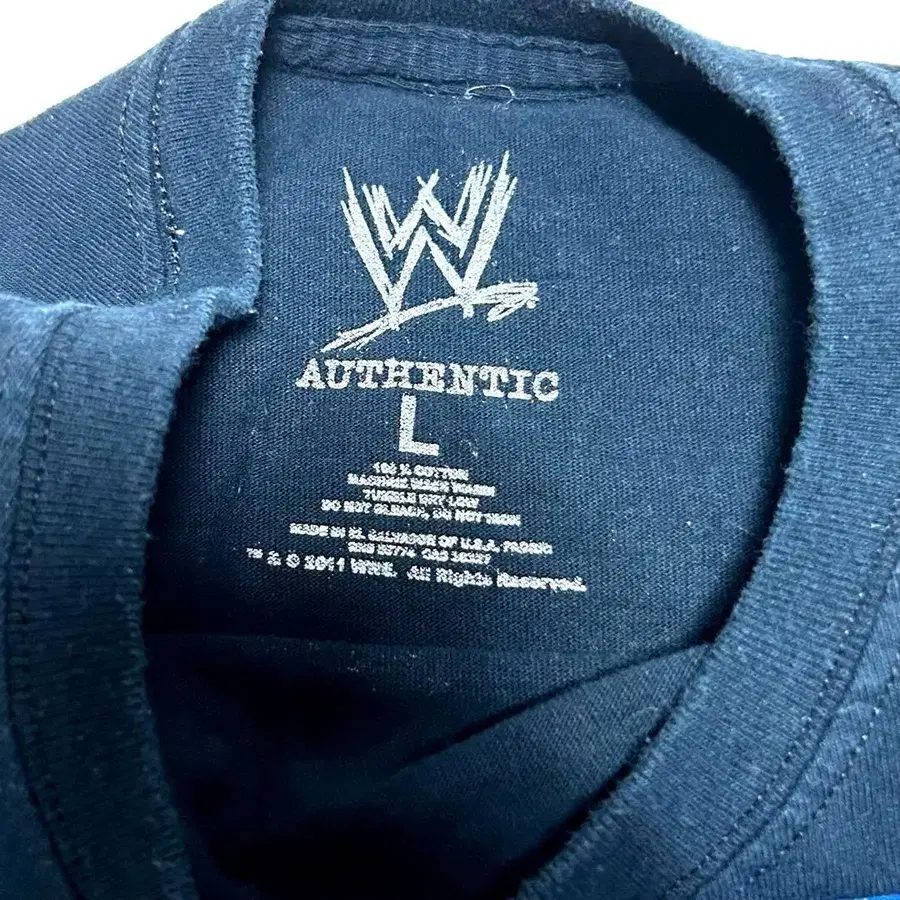 W
AUTHENTIC
L
100 % COTTON
MACHINE WASH WARM
TUMBLE DRY LOW
DO NOT BLEACH, DO NOT IRON
MADE IN EL SALVADOR OF U.S.A. FABRIC
™ & © 2011 WWE. All Rights Reserved.